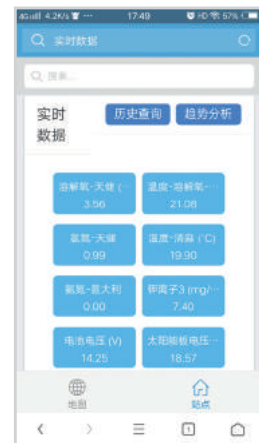 4G 4.2K/s ··· 17:49 HD 57%
实时数据
搜索...
实时
数据
历史查询
趋势分析
溶解氧-天健 (···
3.56
温度-溶解氧-···
21.08
氨氮-天健
0.99
温度-清淼 (°C)
19.90
氨氮-意大利
0.00
钾离子3 (mg/···
7.40
电池电压 (V)
14.25
太阳能板电压···
18.57
地图
站点
1